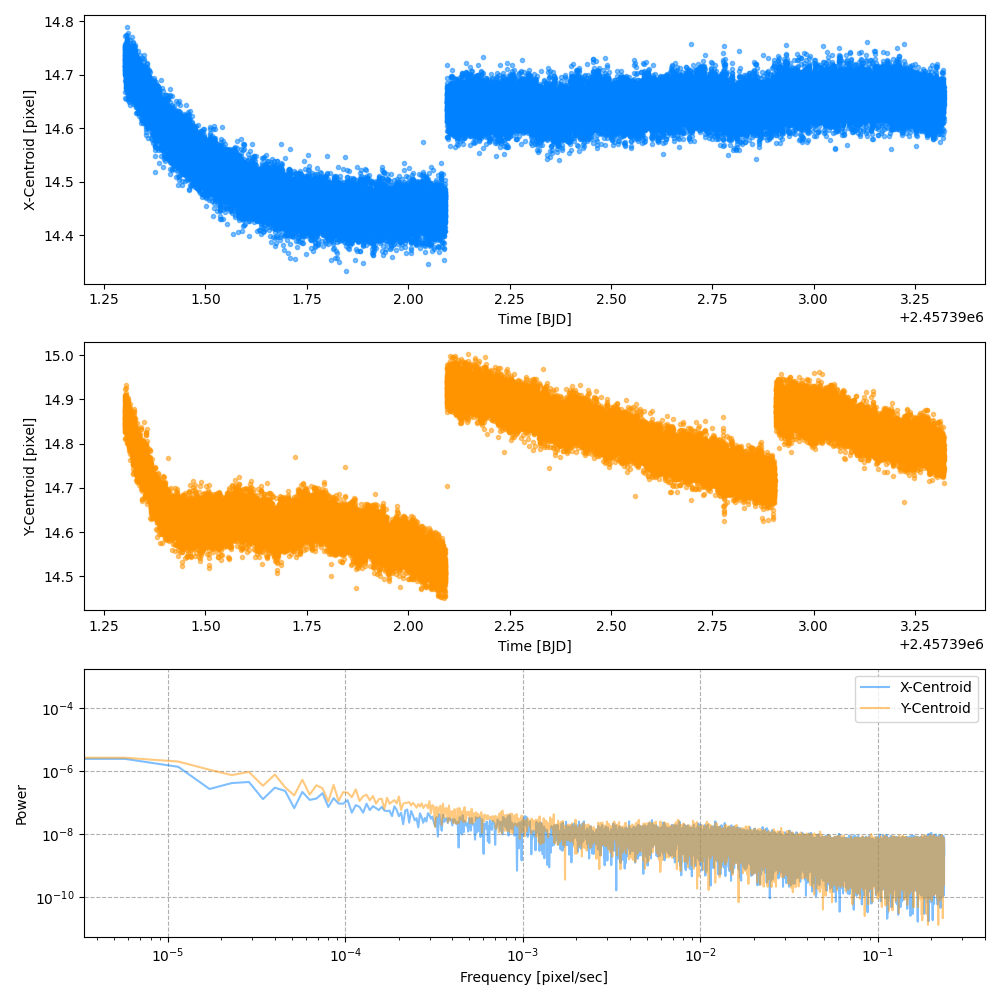 14.8
14.7
14.6
14.5
14.4
X-Centroid [pixel]
1.25 1.50 1.75 2.00 2.25 2.50 2.75 3.00 3.25
Time [BJD]
+2.45739e6
15.0
14.9
14.8
14.7
14.6
14.5
Y-Centroid [pixel]
1.25 1.50 1.75 2.00 2.25 2.50 2.75 3.00 3.25
Time [BJD]
+2.45739e6
X-Centroid
Y-Centroid
10⁻⁴
10⁻⁶
10⁻⁸
10⁻¹⁰
Power
10⁻⁵ 10⁻⁴ 10⁻³ 10⁻² 10⁻¹
Frequency [pixel/sec]